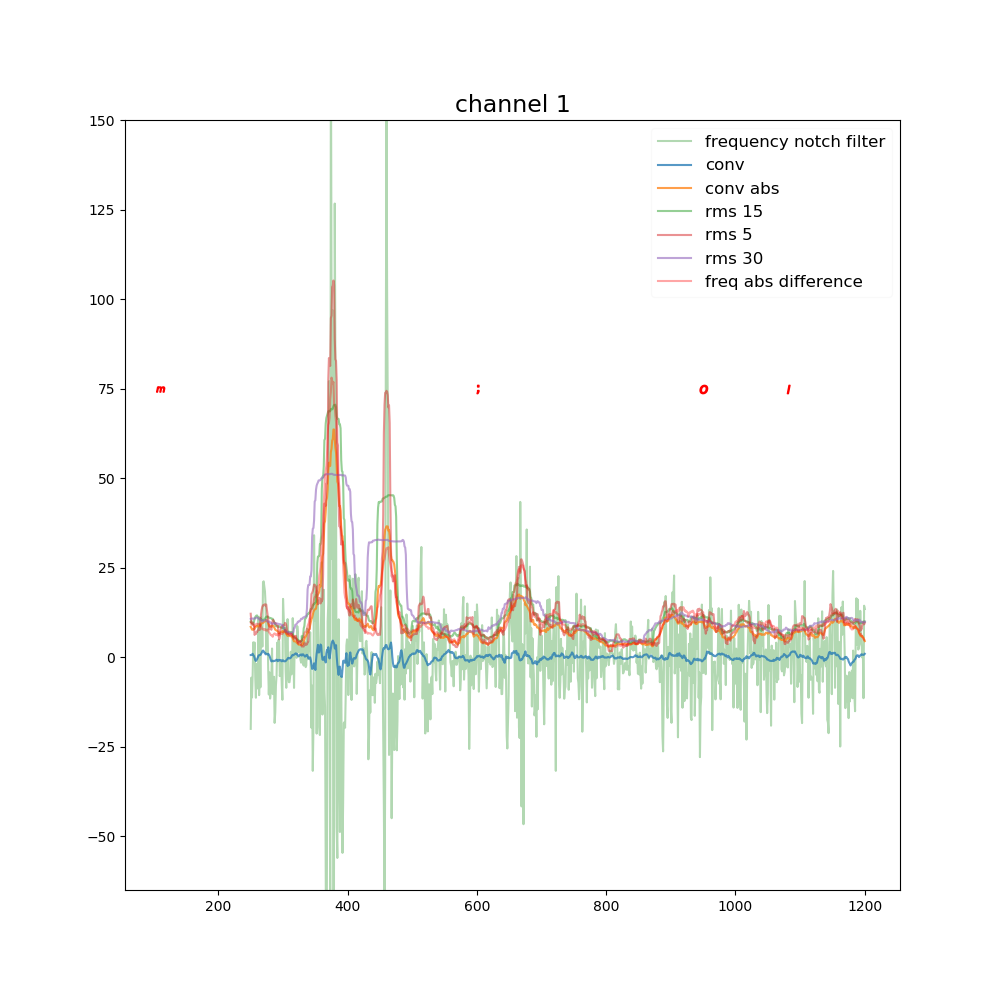 channel 1
150
frequency notch filter
conv
conv abs
rms 15
rms 5
rms 30
freq abs difference
125
100
75
m ; o l
50
25
0
−25
−50
200 400 600 800 1000 1200